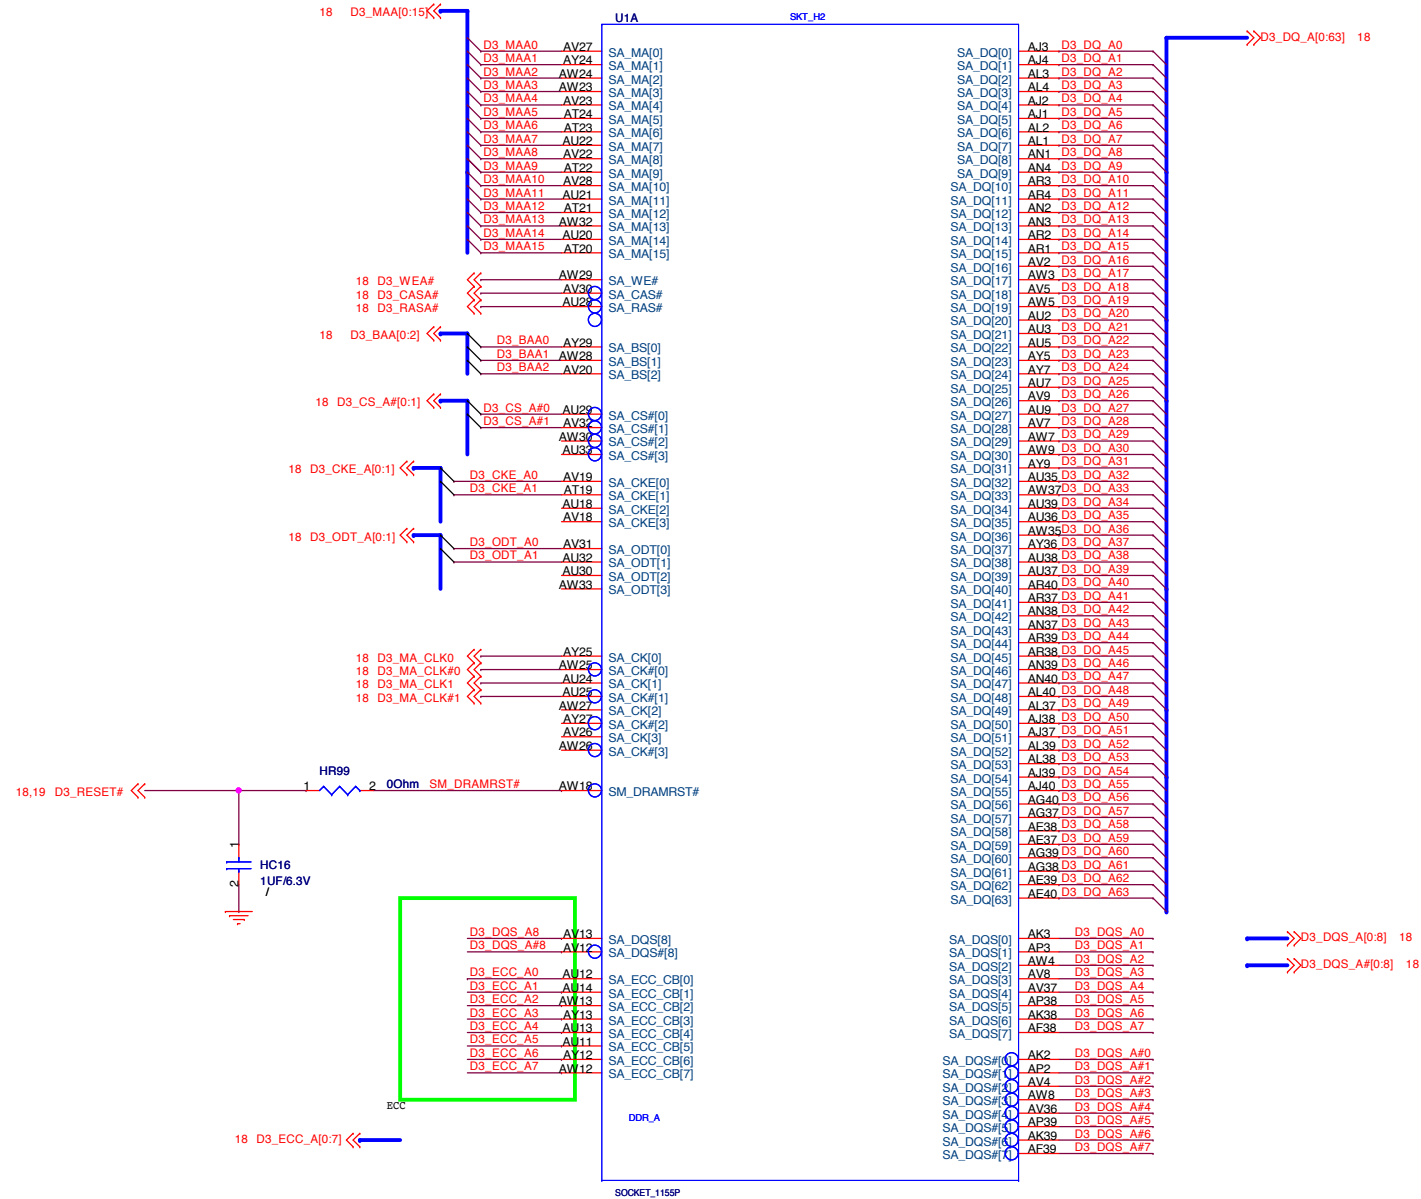 U1A
SKT_H2
18 D3_MAA[0:15]
D3_MAA0 AV27 SA_MA[0]
D3_MAA1 AY24 SA_MA[1]
D3_MAA2 AW24 SA_MA[2]
D3_MAA3 AW23 SA_MA[3]
D3_MAA4 AV23 SA_MA[4]
D3_MAA5 AT24 SA_MA[5]
D3_MAA6 AT23 SA_MA[6]
D3_MAA7 AU22 SA_MA[7]
D3_MAA8 AV22 SA_MA[8]
D3_MAA9 AT22 SA_MA[9]
D3_MAA10 AV28 SA_MA[10]
D3_MAA11 AU21 SA_MA[11]
D3_MAA12 AT21 SA_MA[12]
D3_MAA13 AW32 SA_MA[13]
D3_MAA14 AU20 SA_MA[14]
D3_MAA15 AT20 SA_MA[15]
18 D3_WEA# AW29 SA_WE#
18 D3_CASA# AV30 SA_CAS#
18 D3_RASA# AU28 SA_RAS#
18 D3_BAA[0:2]
D3_BAA0 AY29 SA_BS[0]
D3_BAA1 AW28 SA_BS[1]
D3_BAA2 AV20 SA_BS[2]
18 D3_CS_A#[0:1]
D3_CS_A#0 AU29 SA_CS#[0]
D3_CS_A#1 AV32 SA_CS#[1]
AW30 SA_CS#[2]
AU33 SA_CS#[3]
18 D3_CKE_A[0:1]
D3_CKE_A0 AV19 SA_CKE[0]
D3_CKE_A1 AT19 SA_CKE[1]
AU18 SA_CKE[2]
AV18 SA_CKE[3]
18 D3_ODT_A[0:1]
D3_ODT_A0 AV31 SA_ODT[0]
D3_ODT_A1 AU32 SA_ODT[1]
AU30 SA_ODT[2]
AW33 SA_ODT[3]
18 D3_MA_CLK0 AY25 SA_CK[0]
18 D3_MA_CLK#0 AW25 SA_CK#[0]
18 D3_MA_CLK1 AU24 SA_CK[1]
18 D3_MA_CLK#1 AU25 SA_CK#[1]
AW27 SA_CK[2]
AY27 SA_CK#[2]
AV26 SA_CK[3]
AW26 SA_CK#[3]
HR99
18,19 D3_RESET# 1 2 0Ohm SM_DRAMRST# AW18 SM_DRAMRST#
1
HC16
2 1UF/6.3V
/
D3_DQS_A8 AV13 SA_DQS[8]
D3_DQS_A#8 AV12 SA_DQS#[8]
D3_ECC_A0 AU12 SA_ECC_CB[0]
D3_ECC_A1 AU14 SA_ECC_CB[1]
D3_ECC_A2 AW13 SA_ECC_CB[2]
D3_ECC_A3 AY13 SA_ECC_CB[3]
D3_ECC_A4 AU13 SA_ECC_CB[4]
D3_ECC_A5 AU11 SA_ECC_CB[5]
D3_ECC_A6 AY12 SA_ECC_CB[6]
D3_ECC_A7 AW12 SA_ECC_CB[7]
ECC
DDR_A
18 D3_ECC_A[0:7]
SOCKET_1155P
D3_DQ_A[0:63] 18
SA_DQ[0] AJ3 D3_DQ_A0
SA_DQ[1] AJ4 D3_DQ_A1
SA_DQ[2] AL3 D3_DQ_A2
SA_DQ[3] AL4 D3_DQ_A3
SA_DQ[4] AJ2 D3_DQ_A4
SA_DQ[5] AJ1 D3_DQ_A5
SA_DQ[6] AL2 D3_DQ_A6
SA_DQ[7] AL1 D3_DQ_A7
SA_DQ[8] AN1 D3_DQ_A8
SA_DQ[9] AN4 D3_DQ_A9
SA_DQ[10] AR3 D3_DQ_A10
SA_DQ[11] AR4 D3_DQ_A11
SA_DQ[12] AN2 D3_DQ_A12
SA_DQ[13] AN3 D3_DQ_A13
SA_DQ[14] AR2 D3_DQ_A14
SA_DQ[15] AR1 D3_DQ_A15
SA_DQ[16] AV2 D3_DQ_A16
SA_DQ[17] AW3 D3_DQ_A17
SA_DQ[18] AV5 D3_DQ_A18
SA_DQ[19] AW5 D3_DQ_A19
SA_DQ[20] AU2 D3_DQ_A20
SA_DQ[21] AU3 D3_DQ_A21
SA_DQ[22] AU5 D3_DQ_A22
SA_DQ[23] AY5 D3_DQ_A23
SA_DQ[24] AY7 D3_DQ_A24
SA_DQ[25] AU7 D3_DQ_A25
SA_DQ[26] AV9 D3_DQ_A26
SA_DQ[27] AU9 D3_DQ_A27
SA_DQ[28] AV7 D3_DQ_A28
SA_DQ[29] AW7 D3_DQ_A29
SA_DQ[30] AW9 D3_DQ_A30
SA_DQ[31] AY9 D3_DQ_A31
SA_DQ[32] AU35 D3_DQ_A32
SA_DQ[33] AW37 D3_DQ_A33
SA_DQ[34] AU39 D3_DQ_A34
SA_DQ[35] AU36 D3_DQ_A35
SA_DQ[36] AW35 D3_DQ_A36
SA_DQ[37] AY36 D3_DQ_A37
SA_DQ[38] AU38 D3_DQ_A38
SA_DQ[39] AU37 D3_DQ_A39
SA_DQ[40] AR40 D3_DQ_A40
SA_DQ[41] AR37 D3_DQ_A41
SA_DQ[42] AN38 D3_DQ_A42
SA_DQ[43] AN37 D3_DQ_A43
SA_DQ[44] AR39 D3_DQ_A44
SA_DQ[45] AR38 D3_DQ_A45
SA_DQ[46] AN39 D3_DQ_A46
SA_DQ[47] AN40 D3_DQ_A47
SA_DQ[48] AL40 D3_DQ_A48
SA_DQ[49] AL37 D3_DQ_A49
SA_DQ[50] AJ38 D3_DQ_A50
SA_DQ[51] AJ37 D3_DQ_A51
SA_DQ[52] AL39 D3_DQ_A52
SA_DQ[53] AL38 D3_DQ_A53
SA_DQ[54] AJ39 D3_DQ_A54
SA_DQ[55] AJ40 D3_DQ_A55
SA_DQ[56] AG40 D3_DQ_A56
SA_DQ[57] AG37 D3_DQ_A57
SA_DQ[58] AE38 D3_DQ_A58
SA_DQ[59] AE37 D3_DQ_A59
SA_DQ[60] AG39 D3_DQ_A60
SA_DQ[61] AG38 D3_DQ_A61
SA_DQ[62] AE39 D3_DQ_A62
SA_DQ[63] AE40 D3_DQ_A63
SA_DQS[0] AK3 D3_DQS_A0
SA_DQS[1] AP3 D3_DQS_A1
SA_DQS[2] AW4 D3_DQS_A2
SA_DQS[3] AV8 D3_DQS_A3
SA_DQS[4] AV37 D3_DQS_A4
SA_DQS[5] AP38 D3_DQS_A5
SA_DQS[6] AK38 D3_DQS_A6
SA_DQS[7] AF38 D3_DQS_A7
D3_DQS_A[0:8] 18
D3_DQS_A#[0:8] 18
SA_DQS#[0] AK2 D3_DQS_A#0
SA_DQS#[1] AP2 D3_DQS_A#1
SA_DQS#[2] AV4 D3_DQS_A#2
SA_DQS#[3] AW8 D3_DQS_A#3
SA_DQS#[4] AV36 D3_DQS_A#4
SA_DQS#[5] AP39 D3_DQS_A#5
SA_DQS#[6] AK39 D3_DQS_A#6
SA_DQS#[7] AF39 D3_DQS_A#7